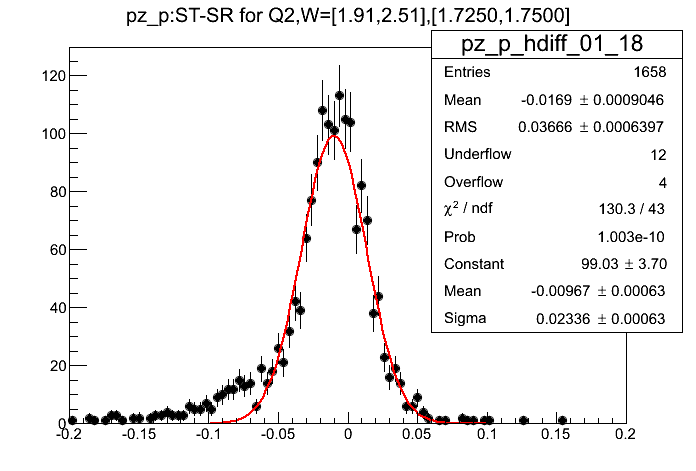 pz_p:ST-SR for Q2,W=[1.91,2.51],[1.7250,1.7500]
pz_p_hdiff_01_18
Entries 1658
Mean -0.0169 ± 0.0009046
RMS 0.03666 ± 0.0006397
Underflow 12
Overflow 4
χ² / ndf 130.3 / 43
Prob 1.003e-10
Constant 99.03 ± 3.70
Mean -0.00967 ± 0.00063
Sigma 0.02336 ± 0.00063
120
100
80
60
40
20
0
-0.2 -0.15 -0.1 -0.05 0 0.05 0.1 0.15 0.2